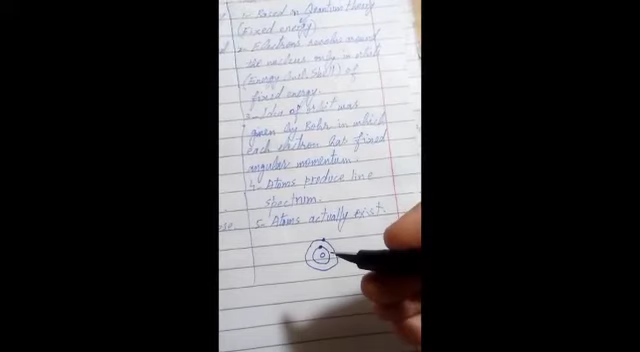 1- Based on Quantum theory
(Fixed energy)
2- Electrons revolve round
the nucleus only in orbit
(Energy level, Shell) of
fixed energy.
3- Idea of orbit was
given by Bohr in which
each electron has fixed
angular momentum.
4- Atoms produce line
spectrum.
5- Atoms actually exist.